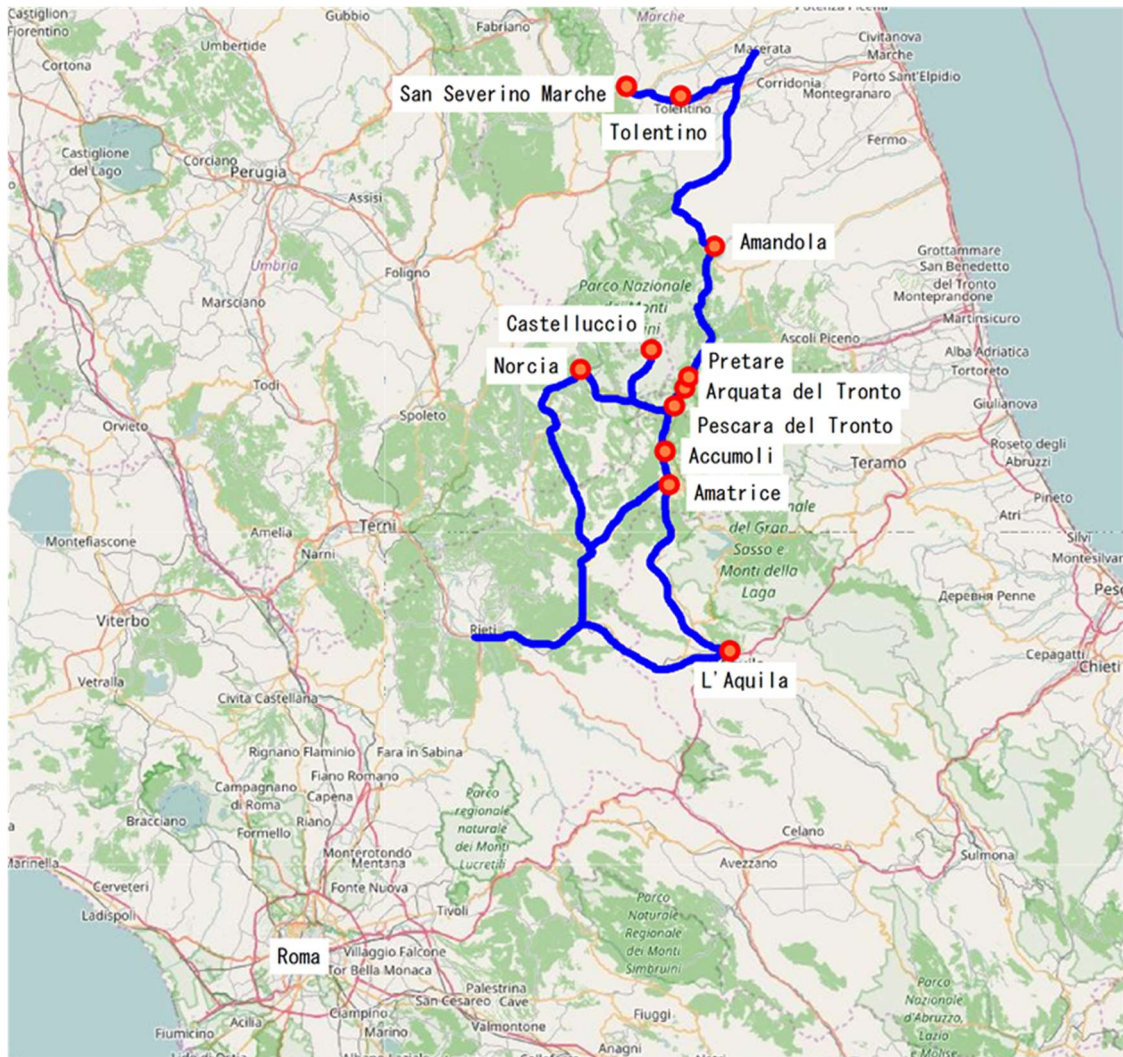 Castiglion
Fiorentino
Gubbio
Fabriano
Marche
Potenza Picena
Umbertide
Cortona
Macerata
Civitanova
Marche
Corridonia
Porto Sant'Elpidio
Montegranaro
San Severino Marche
Tolentino
Tolentino
Castiglione
del Lago
Corciano
Perugia
Assisi
Fermo
Amandola
Umbria
Foligno
Marsciano
Parco Nazionale
dei Monti
Grottammare
San Benedetto
del Tronto
Monteprandone
Martinsicuro
Castelluccio
Ascoli Piceno
Norcia
Pretare
Alba Adriatica
Tortoreto
Todi
Arquata del Tronto
Giulianova
Spoleto
Orvieto
Pescara del Tronto
Roseto degli
Abruzzi
Accumoli
Teramo
Amatrice
Pineto
Atri
Terni
Amelia
Narni
Montefiascone
del Gran
Sasso e
Monti della
Laga
Silvi
Montesilvano
Деревня Penne
Viterbo
Rieti
Cepagatti
Chieti
Vetralla
L'Aquila
Civita Castellana
Rignano Flaminio
Fara in Sabina
Fiano Romano
Campagnano
di Roma
Capena
Riano
Parco
regionale
naturale
dei Monti
Lucretili
Bracciano
Formello
Celano
Monterotondo
Mentana
Avezzano
Sulmona
Marinella
Cerveteri
Fonte Nuova
Ladispoli
Tivoli
Parco
Naturale
Regionale
dei Monti
Simbruini
Roma
Villaggio Falcone
Tor Bella Monaca
Palestrina
San Cesareo
Cave
Parco
Nazionale
d'Abruzzo,
Lazio
e Molise
Fiumicino
Acilia
Ciampino
Marino
Valmontone
Fiuggi
Anagni